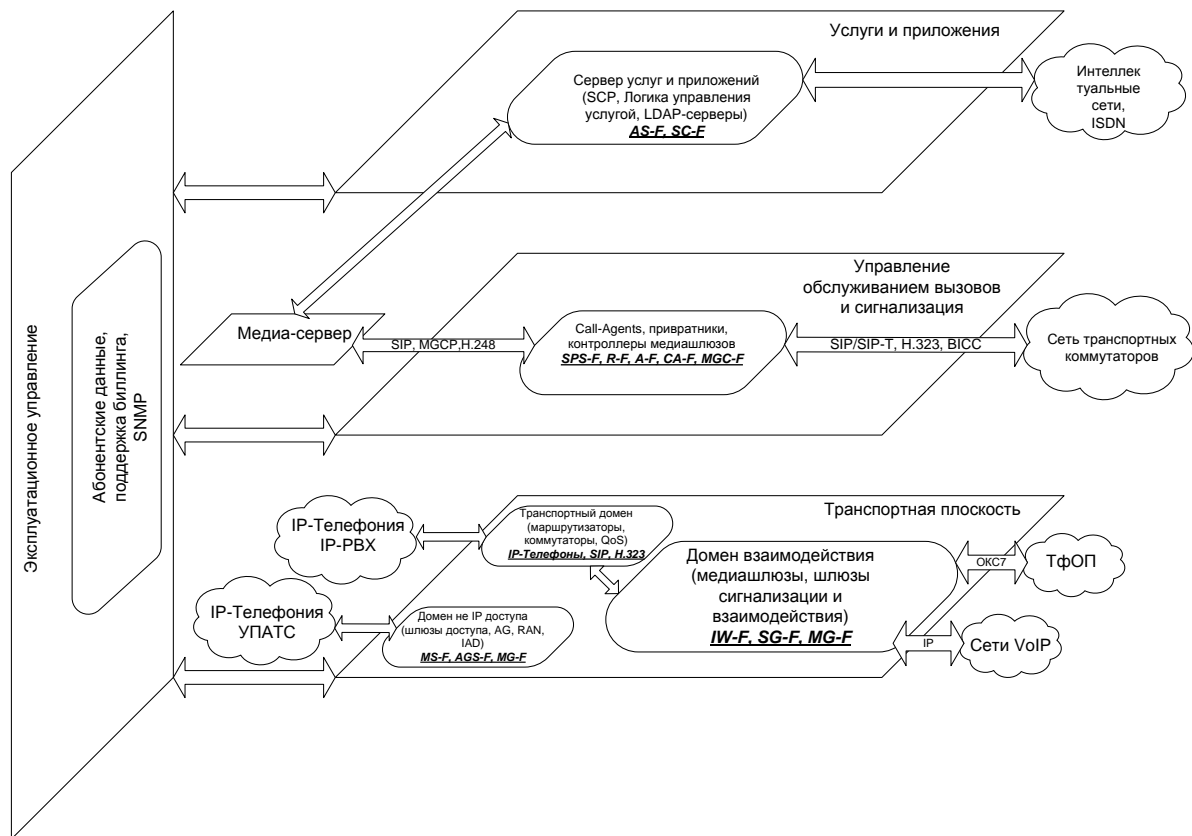 Услуги и приложения
Сервер услуг и приложений
(SCP, Логика управления
услугой, LDAP-серверы)
AS-F, SC-F
Интеллек
туальные
сети,
ISDN
Эксплуатационное управление
Абонентские данные,
поддержка биллинга,
SNMP
Управление
обслуживанием вызовов
и сигнализация
Медиа-сервер
SIP, MGCP,H.248
Call-Agents, привратники,
контроллеры медиашлюзов
SPS-F, R-F, A-F, CA-F, MGC-F
SIP/SIP-T, H.323, BICC
Сеть транспортных
коммутаторов
Транспортная плоскость
IP-Телефония
IP-PBX
Транспортный домен
(маршрутизаторы,
коммутаторы, QoS)
IP-Телефоны, SIP, H.323
Домен взаимодействия
(медиашлюзы, шлюзы
сигнализации и
взаимодействия)
IW-F, SG-F, MG-F
ОКС7
ТфОП
IP-Телефония
УПАТС
Домен не IP доступа
(шлюзы доступа, AG, RAN,
IAD)
MS-F, AGS-F, MG-F
IP
Сети VoIP